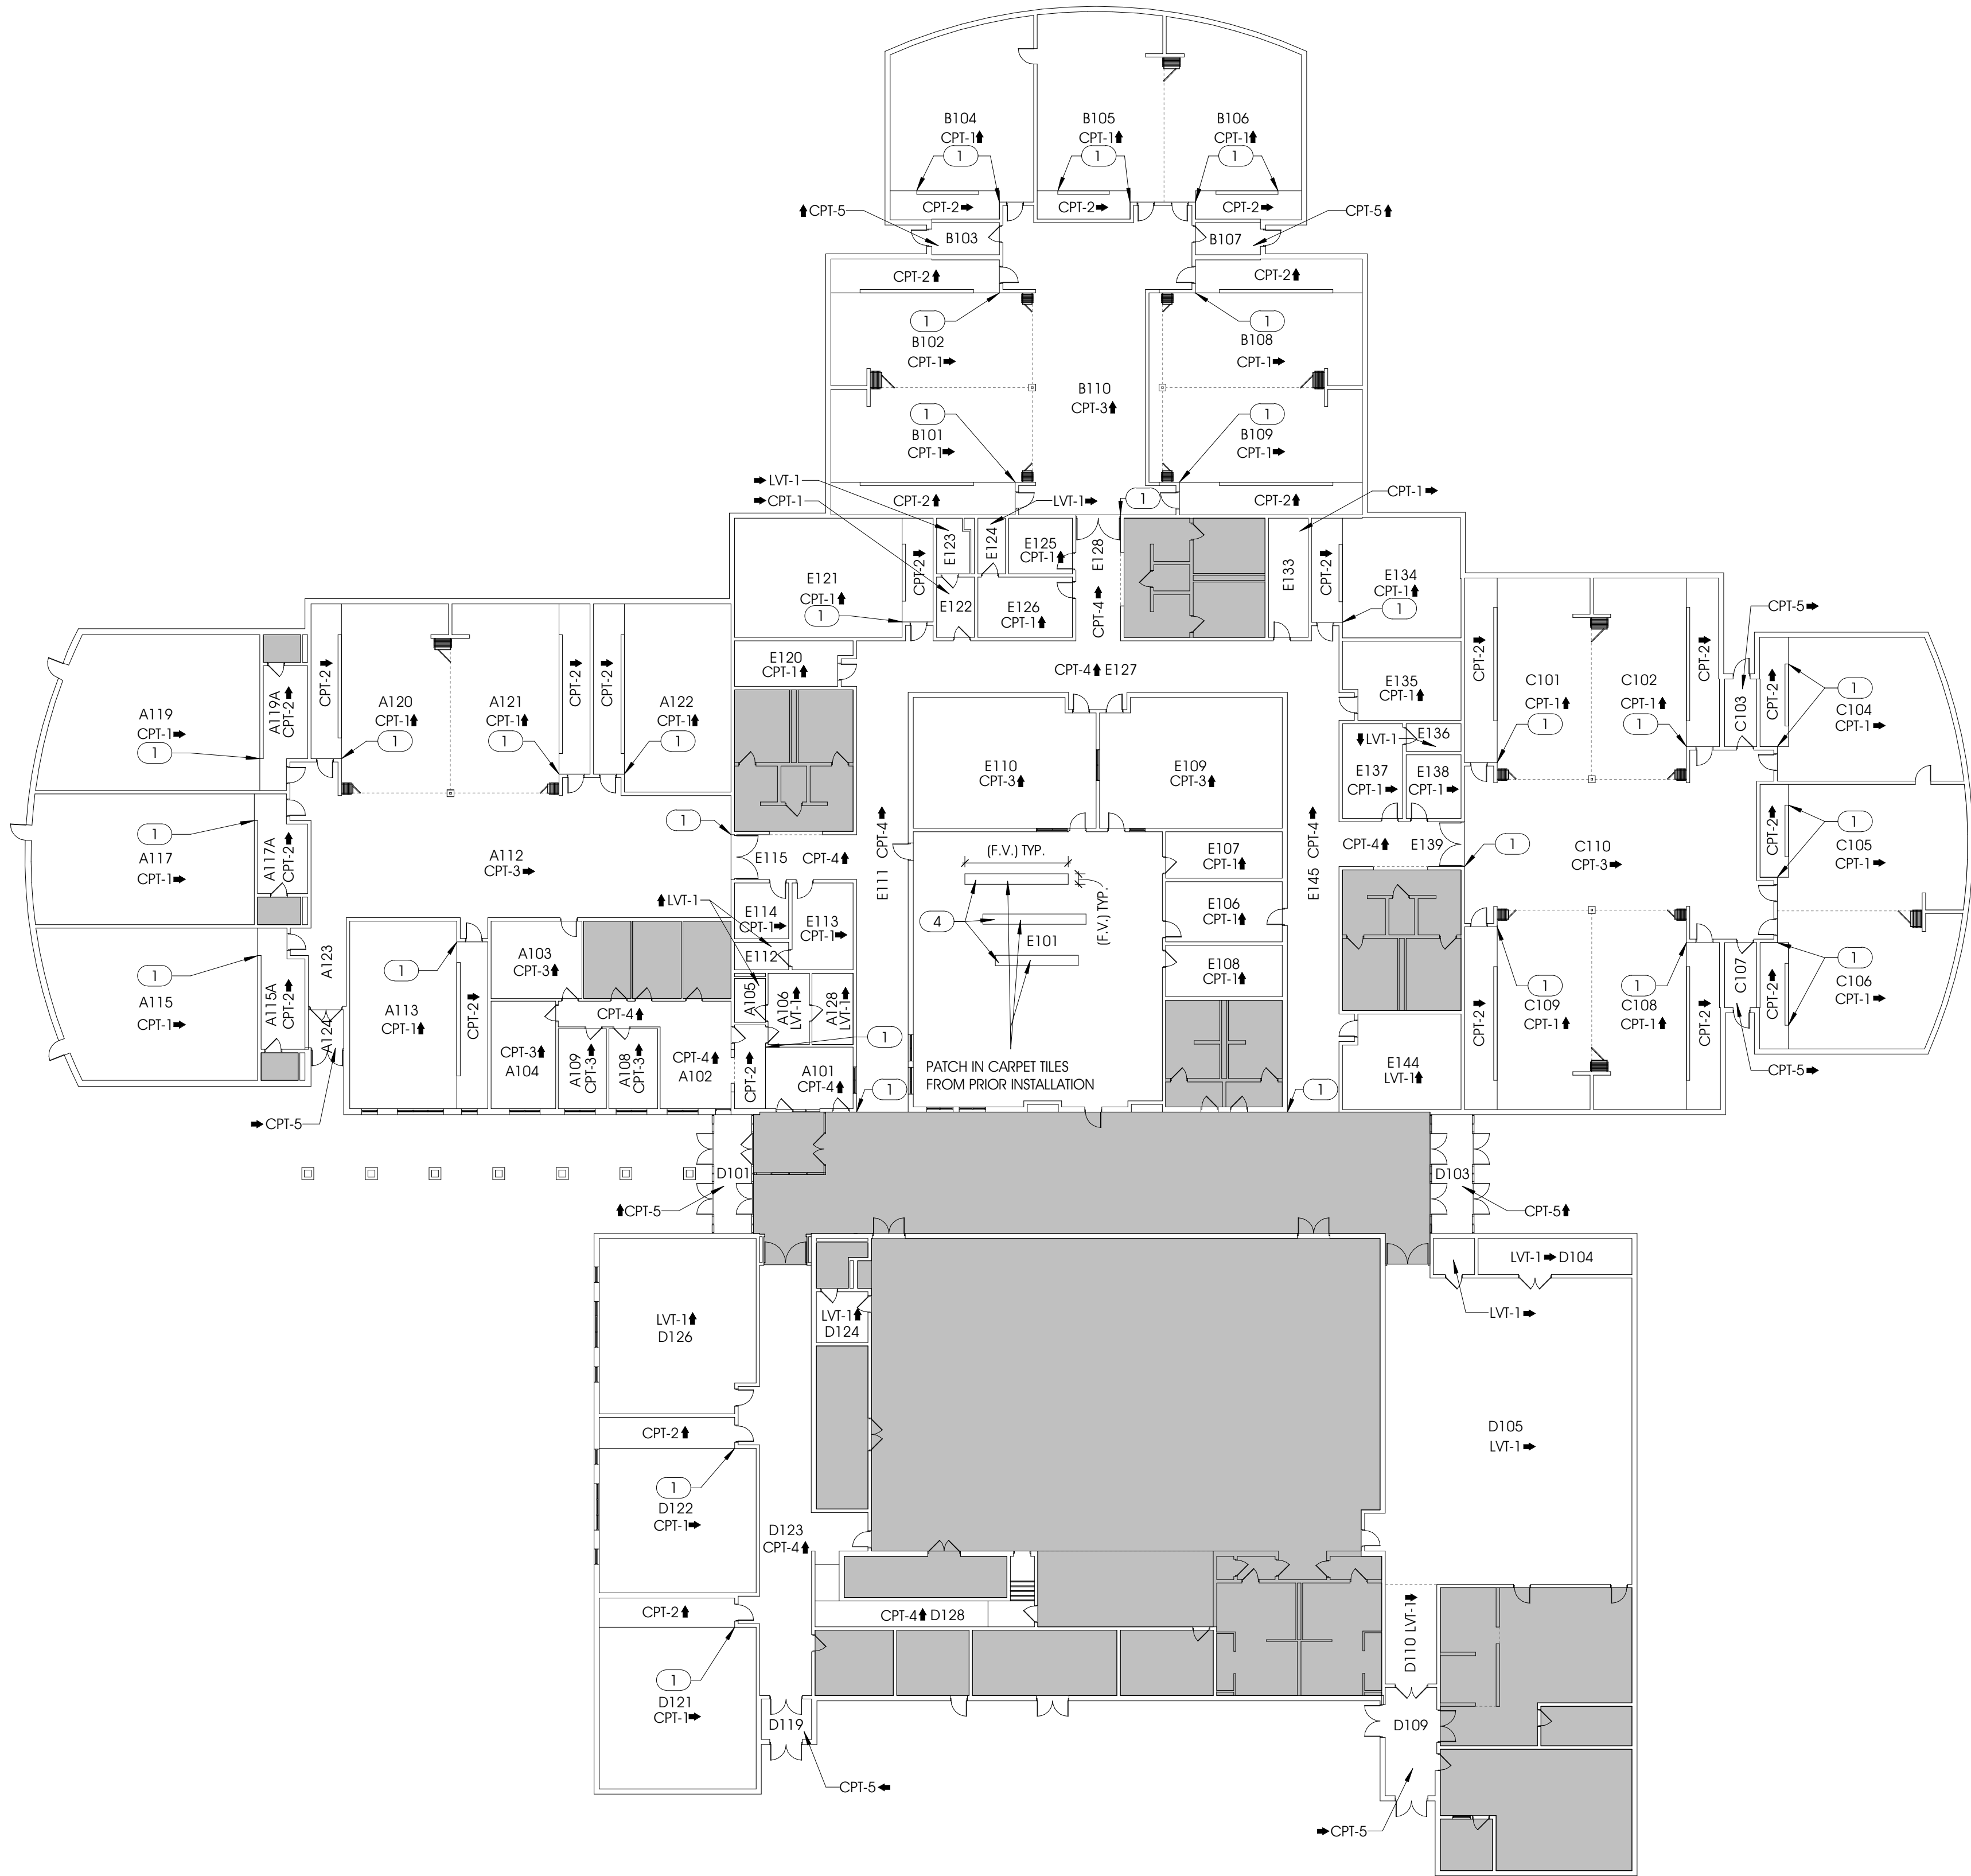 B104
CPT-1
1
B105
CPT-1
1
B106
CPT-1
1
CPT-2
CPT-2
CPT-2
CPT-5
B103
B107
CPT-5
CPT-2
CPT-2
1
B102
CPT-1
1
B108
CPT-1
B110
CPT-3
1
B101
CPT-1
1
B109
CPT-1
LVT-1
CPT-1
CPT-2
LVT-1
1
CPT-2
CPT-1
E121
CPT-1
1
CPT-2
E123
E122
E124
E125
CPT-1
E126
CPT-1
E128
CPT-4
E133
CPT-2
E134
CPT-1
1
E120
CPT-1
CPT-4 E127
E135
CPT-1
A119
CPT-1
1
A119A
CPT-2
CPT-2
A120
CPT-1
1
A121
CPT-1
1
CPT-2
CPT-2
A122
CPT-1
1
CPT-2
C101
CPT-1
1
C102
CPT-1
1
CPT-2
CPT-5
C103
CPT-2
1
C104
CPT-1
E110
CPT-3
E109
CPT-3
LVT-1
E136
E137
CPT-1
E138
CPT-1
1
A117
CPT-1
A117A
CPT-2
A112
CPT-3
1
E115
CPT-4
E111 CPT-4
(F.V.) TYP.
(F.V.) TYP.
4
E101
PATCH IN CARPET TILES
FROM PRIOR INSTALLATION
E107
CPT-1
E106
CPT-1
E108
CPT-1
E145 CPT-4
CPT-4
E139
1
C110
CPT-3
CPT-2
1
C105
CPT-1
LVT-1
E114
CPT-1
E113
CPT-1
E112
1
A115
CPT-1
A115A
CPT-2
A123
A124
CPT-5
1
A113
CPT-1
CPT-2
A103
CPT-3
CPT-4
CPT-3
A104
A109
CPT-3
A108
CPT-3
CPT-4
A102
A105
A106
LVT-1
A128
LVT-1
CPT-2
A101
CPT-4
1
1
1
E144
LVT-1
CPT-2
1
C109
CPT-1
1
C108
CPT-1
CPT-2
C107
CPT-2
1
C106
CPT-1
CPT-5
D101
CPT-5
D103
CPT-5
LVT-1
D126
LVT-1
D124
LVT-1 D104
LVT-1
D105
LVT-1
CPT-2
1
D122
CPT-1
D123
CPT-4
CPT-2
CPT-4 D128
D110 LVT-1
1
D121
CPT-1
D119
CPT-5
D109
CPT-5